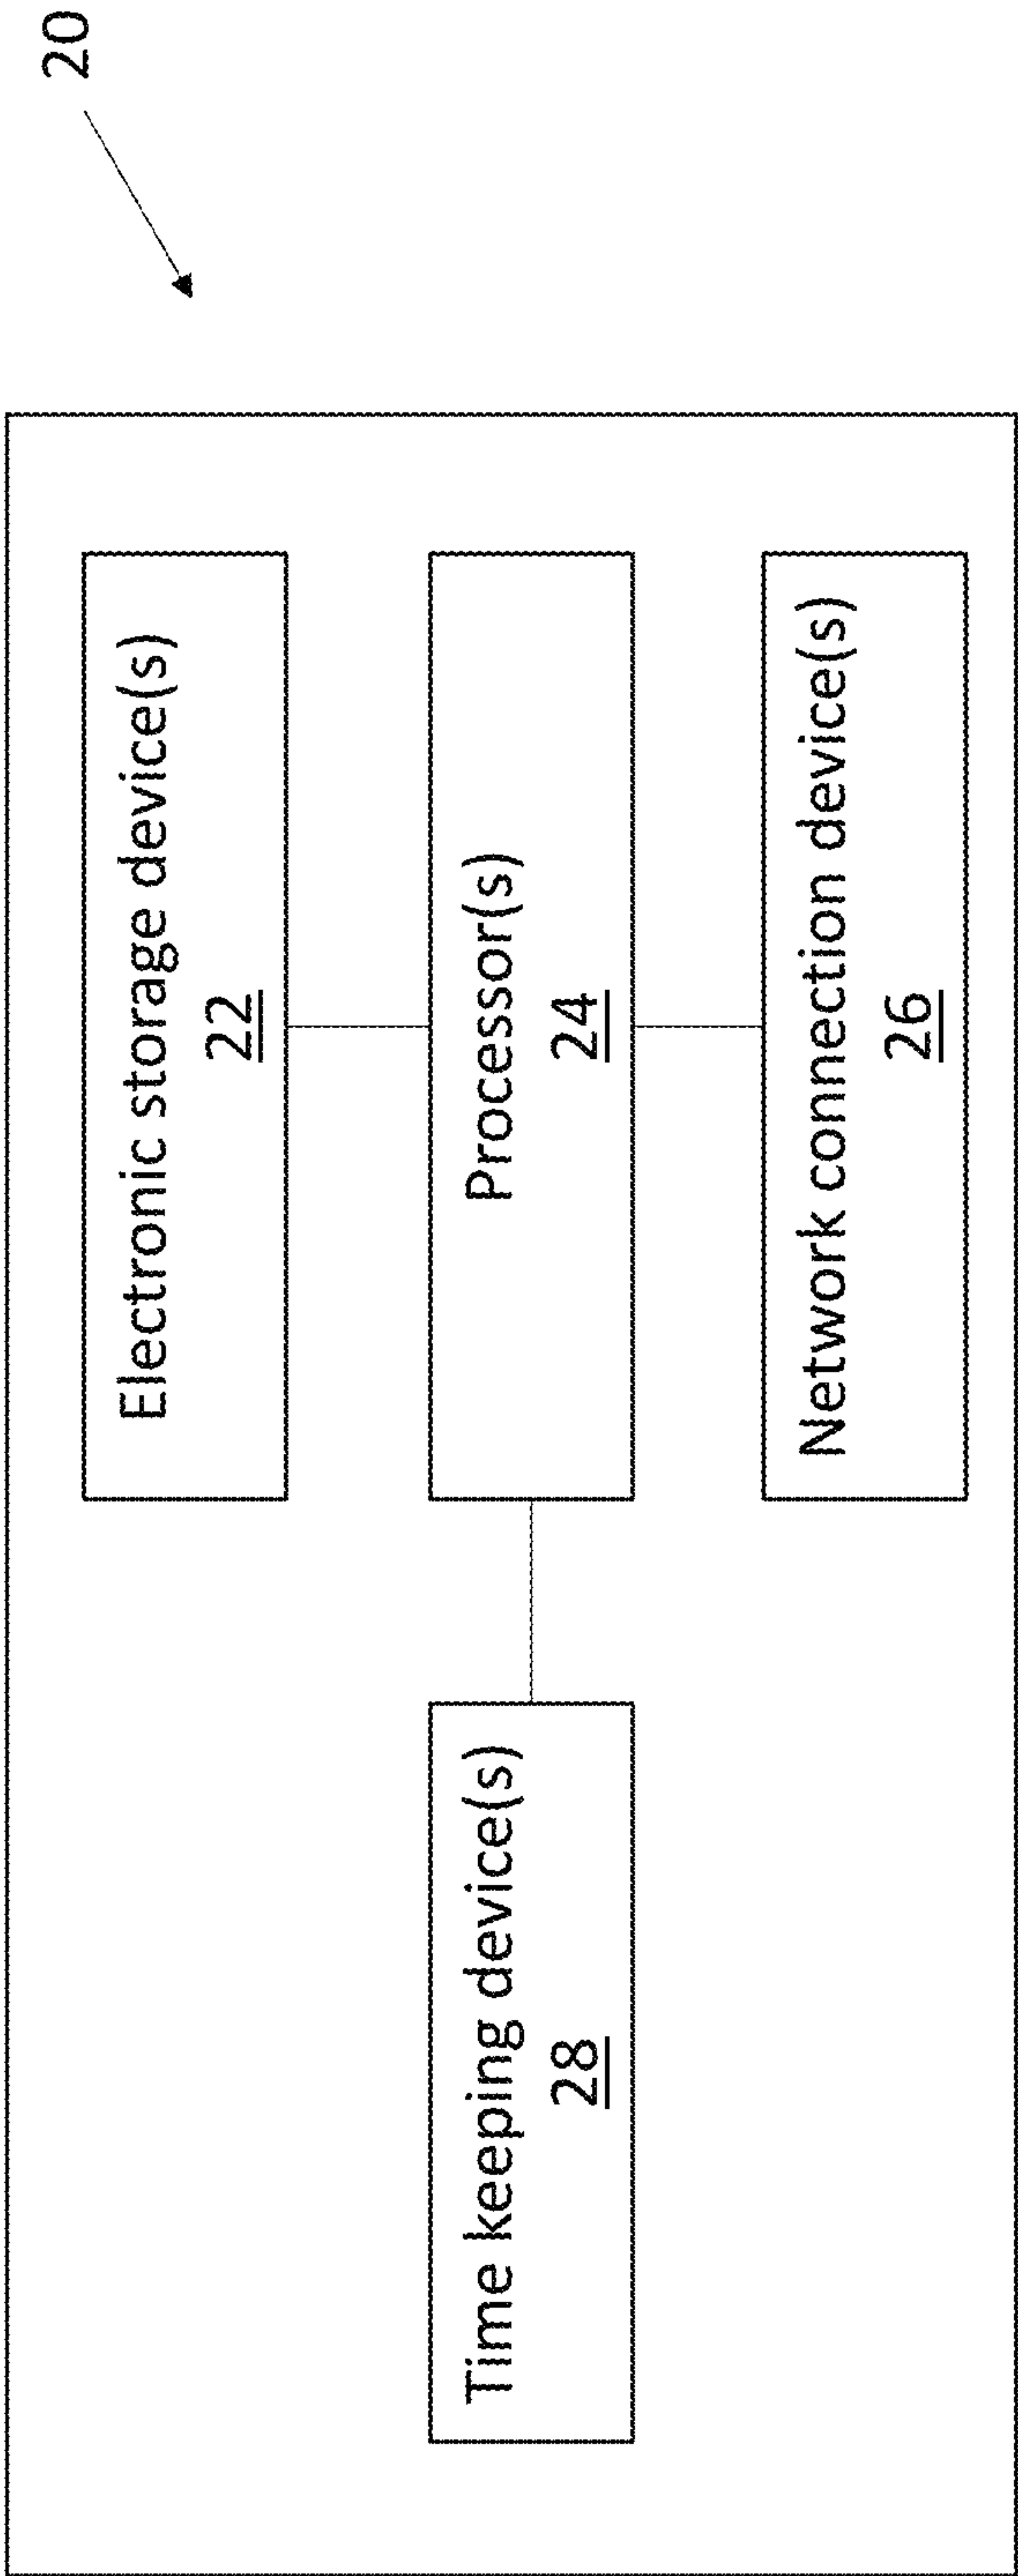 20
Electronic storage device(s)
22
Time keeping device(s)
28
Processor(s)
24
Network connection device(s)
26